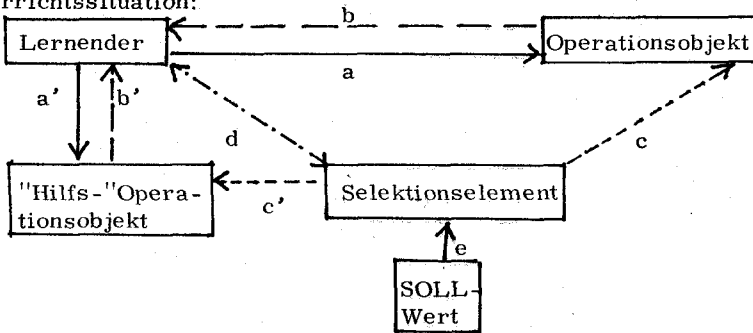 rrichtssituation:
b
Lernender
Operationsobjekt
a
a'
b'
d
c
"Hilfs-"Opera-
tionsobjekt
c'
Selektionselement
e
SOLL-
Wert